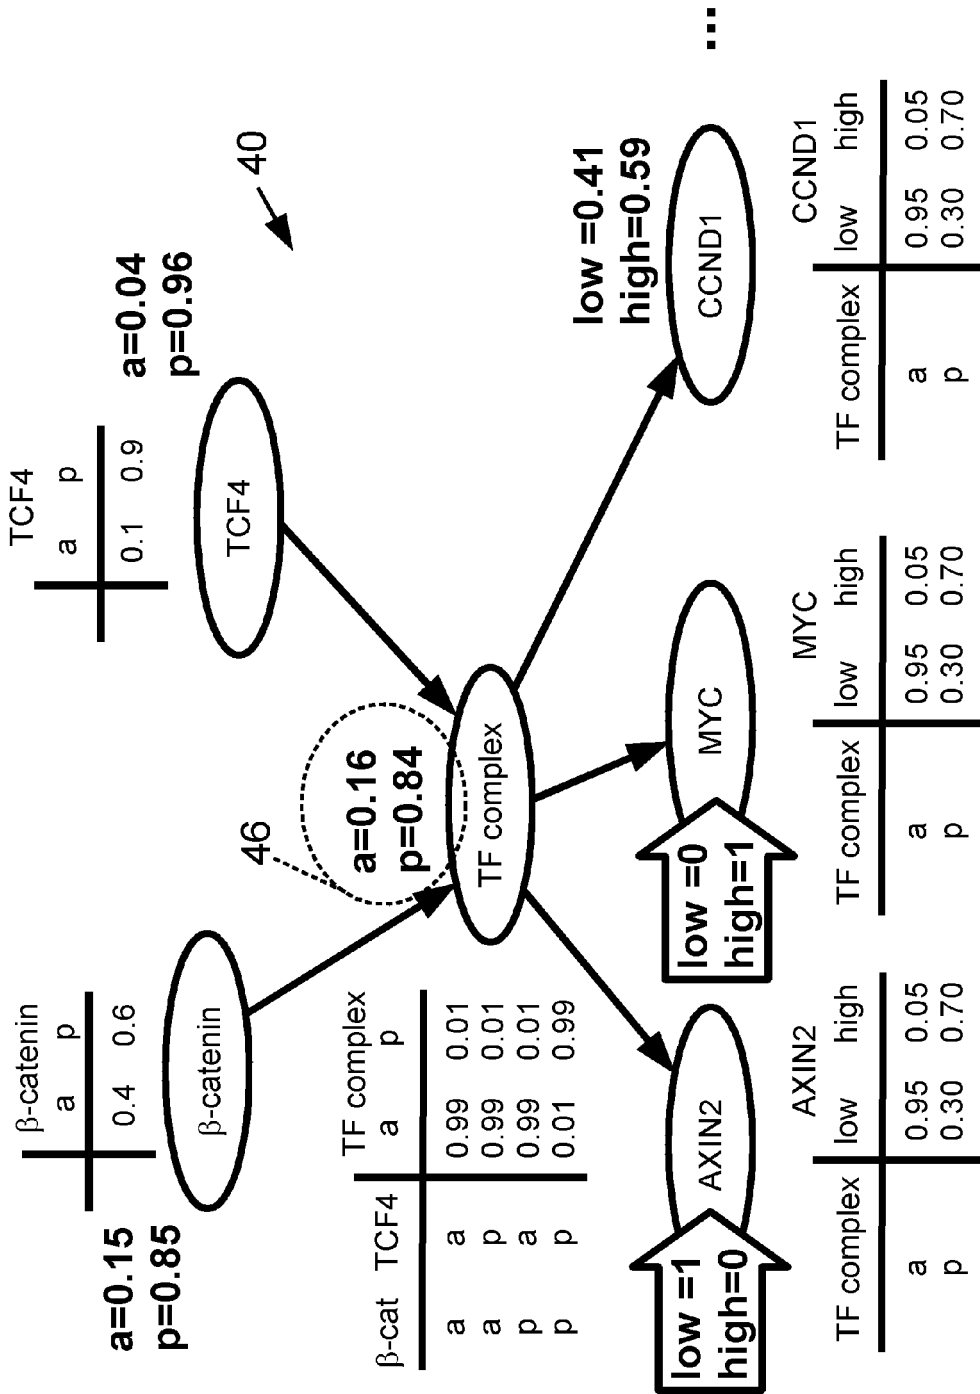 β-catenin
a p
0.4 0.6
a=0.15
p=0.85
β-catenin
TCF4
a p
0.1 0.9
TCF4
a=0.04
p=0.96
40
46
a=0.16
p=0.84
TF complex
TF complex
β-cat TCF4 a p
a a 0.99 0.01
a p 0.99 0.01
p a 0.99 0.01
p p 0.01 0.99
low =1
high=0
AXIN2
low =0
high=1
MYC
low =0.41
high=0.59
CCND1
...
AXIN2
TF complex low high
a 0.95 0.05
p 0.30 0.70
MYC
TF complex low high
a 0.95 0.05
p 0.30 0.70
CCND1
TF complex low high
a 0.95 0.05
p 0.30 0.70